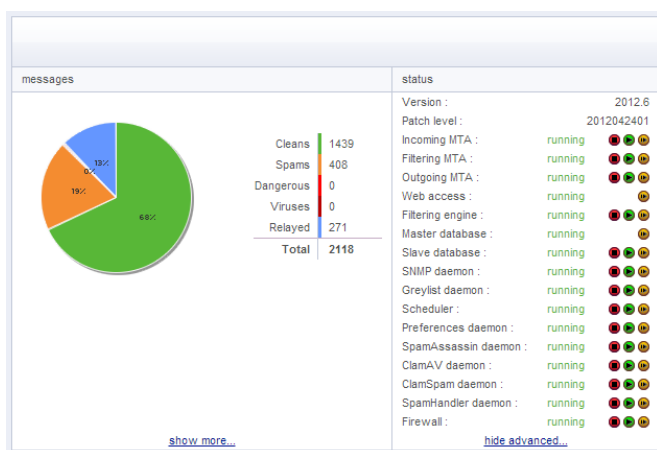 messages
13%
0%
19%
68%
Cleans 1439
Spams 408
Dangerous 0
Viruses 0
Relayed 271
Total 2118
show more...
status
Version : 2012.6
Patch level : 2012042401
Incoming MTA : running
Filtering MTA : running
Outgoing MTA : running
Web access : running
Filtering engine : running
Master database : running
Slave database : running
SNMP daemon : running
Greylist daemon : running
Scheduler : running
Preferences daemon : running
SpamAssassin daemon : running
ClamAV daemon : running
ClamSpam daemon : running
SpamHandler daemon : running
Firewall : running
hide advanced...